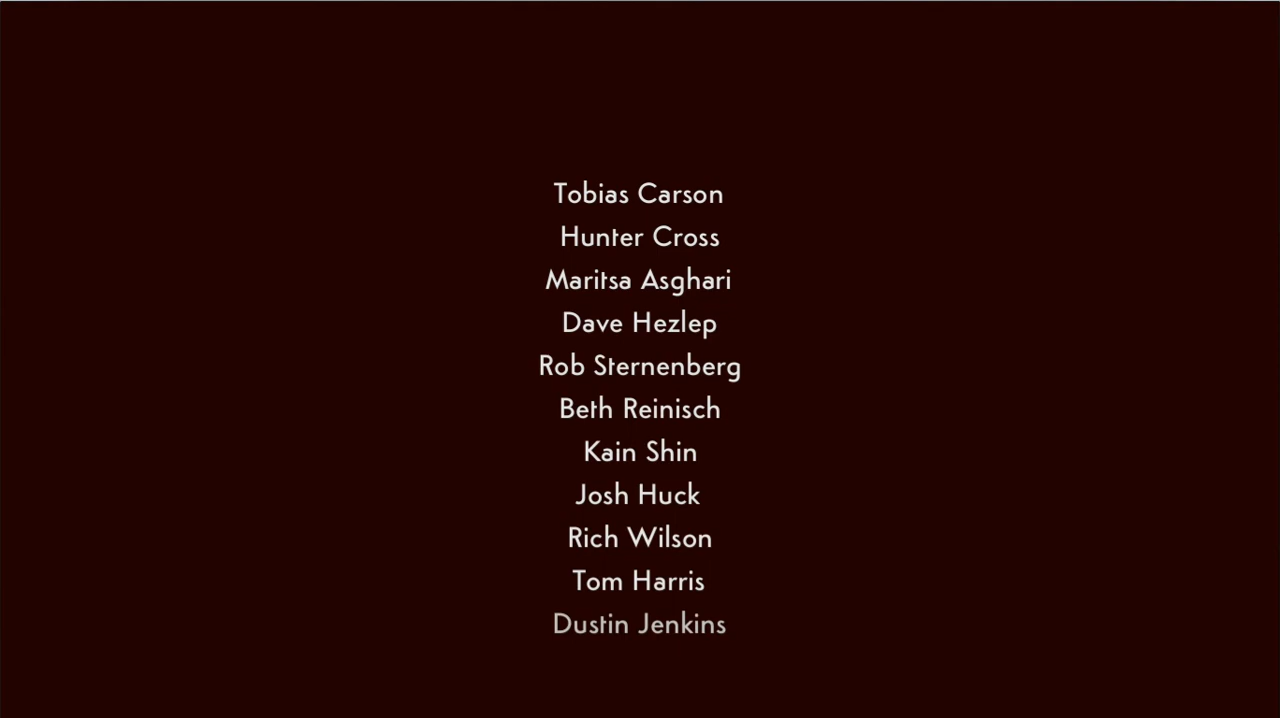 Tobias Carson
Hunter Cross
Maritsa Asghari
Dave Hezlep
Rob Sternenberg
Beth Reinisch
Kain Shin
Josh Huck
Rich Wilson
Tom Harris
Dustin Jenkins